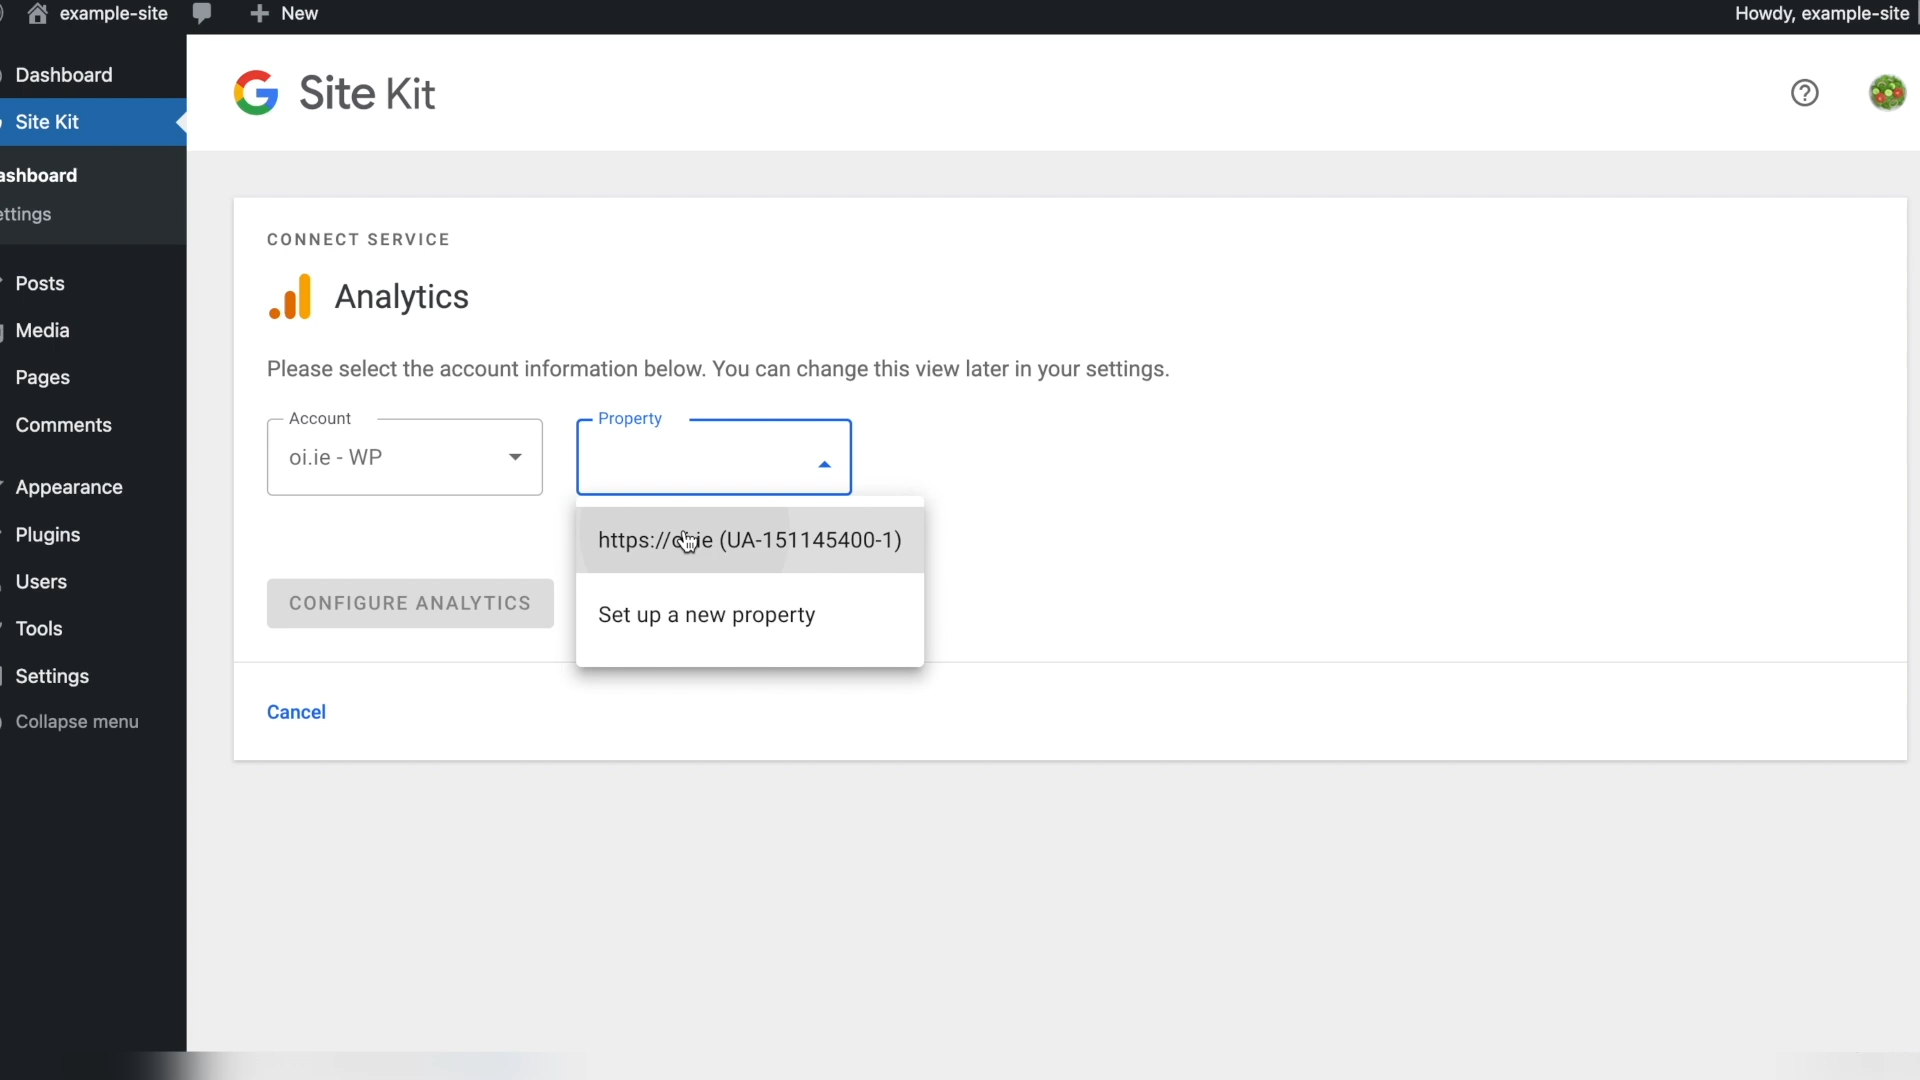 example-site
New
Howdy, example-site
Dashboard
Site Kit
ashboard
ettings
Posts
Media
Pages
Comments
Appearance
Plugins
Users
Tools
Settings
Collapse menu
Site Kit
CONNECT SERVICE
Analytics
Please select the account information below. You can change this view later in your settings.
Account
oi.ie - WP
Property
(UA-151145400-1)
Set up a new property
CONFIGURE ANALYTICS
Cancel